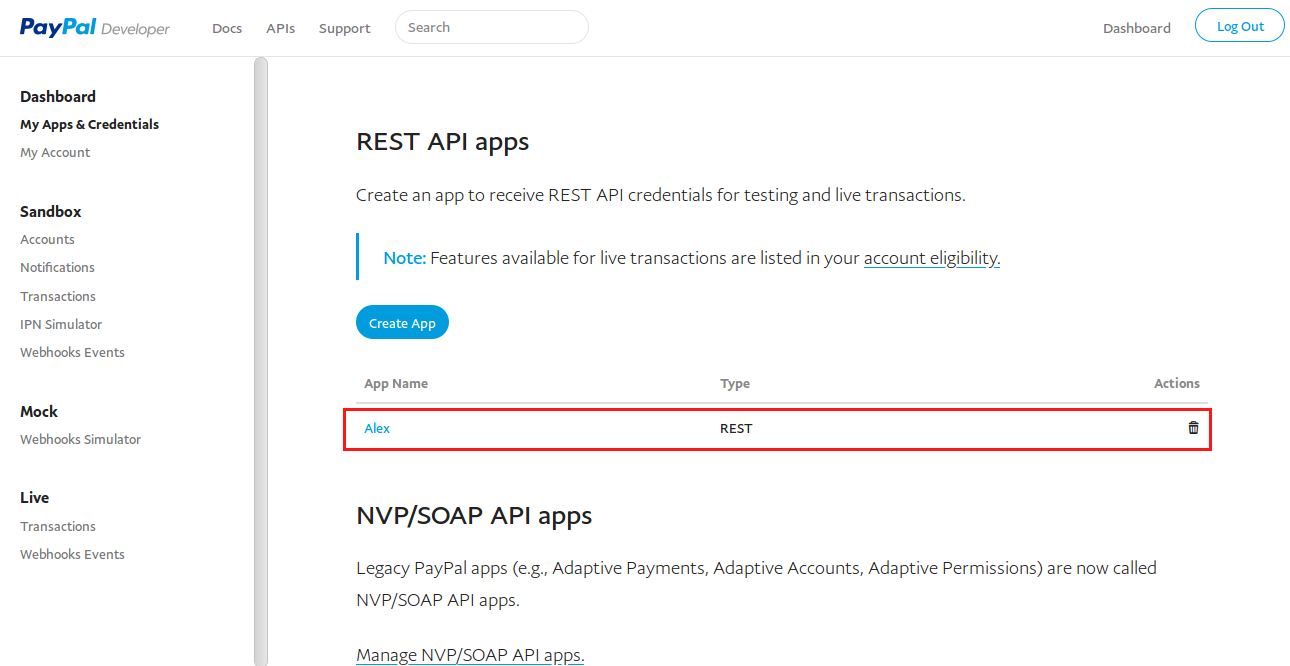 PayPal Developer
Docs
APIs
Support
Search
Dashboard
Log Out
Dashboard
My Apps & Credentials
My Account
Sandbox
Accounts
Notifications
Transactions
IPN Simulator
Webhooks Events
Mock
Webhooks Simulator
Live
Transactions
Webhooks Events
REST API apps
Create an app to receive REST API credentials for testing and live transactions.
Note: Features available for live transactions are listed in your account eligibility.
Create App
App Name Type Actions
Alex REST
NVP/SOAP API apps
Legacy PayPal apps (e.g., Adaptive Payments, Adaptive Accounts, Adaptive Permissions) are now called
NVP/SOAP API apps.
Manage NVP/SOAP API apps.